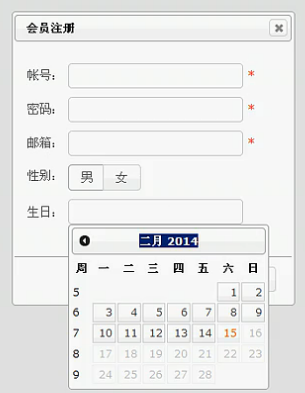 会员注册
帐号：
*
密码：
*
邮箱：
*
性别： 男 女
生日：
二月 2014
周 一 二 三 四 五 六 日
5 1 2
6 3 4 5 6 7 8 9
7 10 11 12 13 14 15 16
8 17 18 19 20 21 22 23
9 24 25 26 27 28